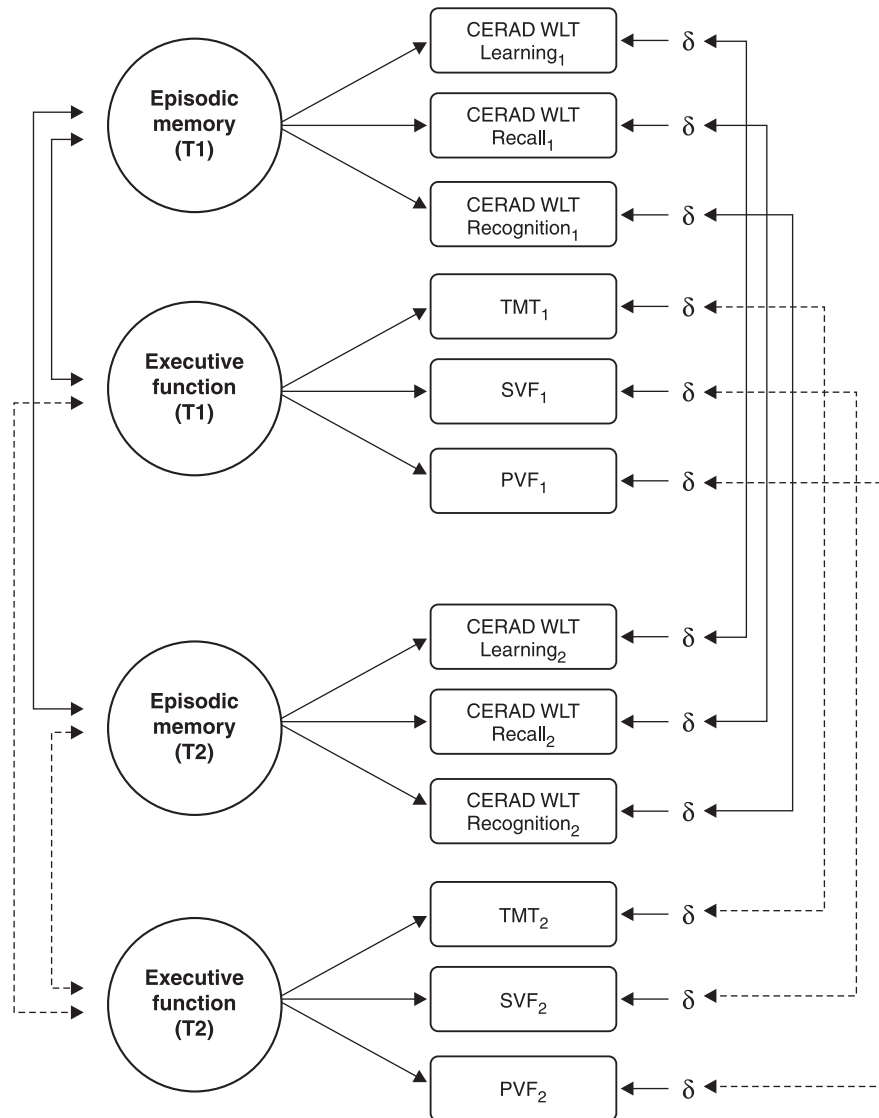 Episodic
memory
(T1)
CERAD WLT
Learning₁
δ
CERAD WLT
Recall₁
δ
CERAD WLT
Recognition₁
δ
Executive
function
(T1)
TMT₁
δ
SVF₁
δ
PVF₁
δ
Episodic
memory
(T2)
CERAD WLT
Learning₂
δ
CERAD WLT
Recall₂
δ
CERAD WLT
Recognition₂
δ
Executive
function
(T2)
TMT₂
δ
SVF₂
δ
PVF₂
δ